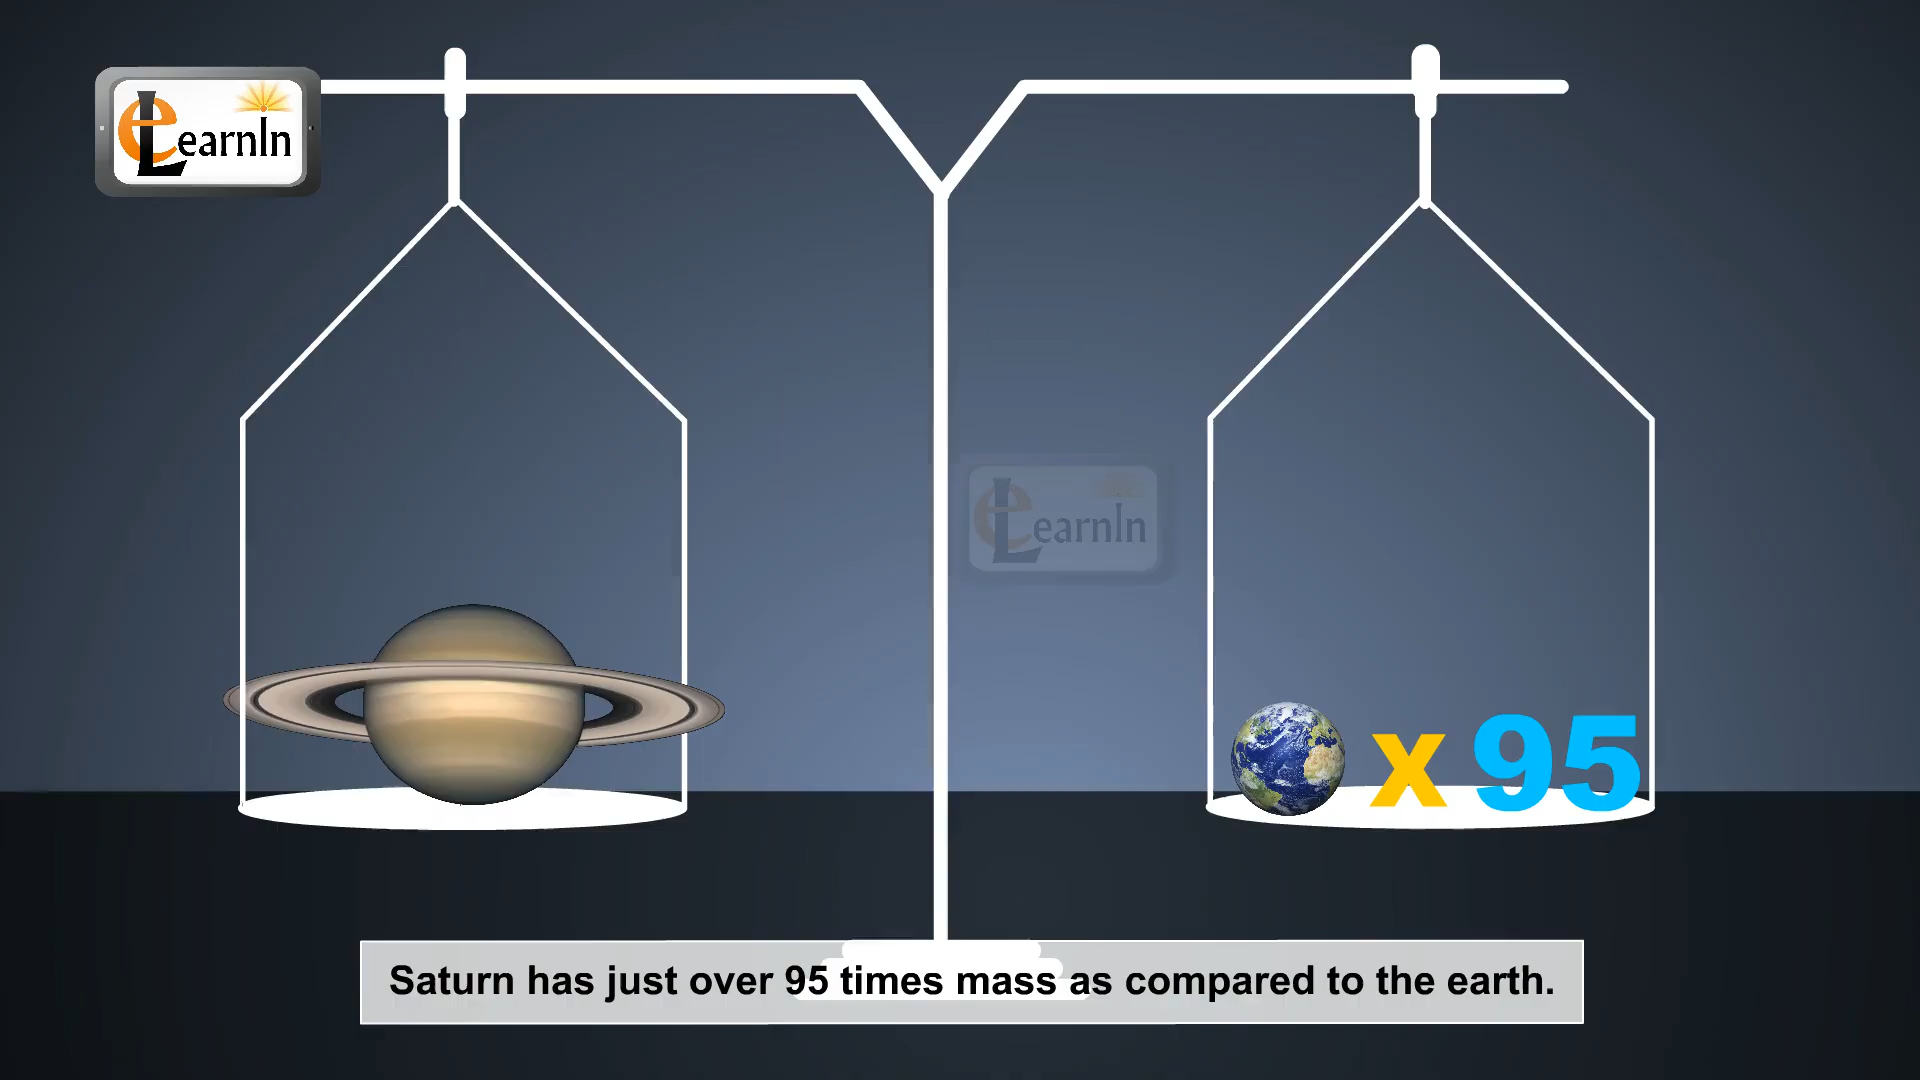 eLearnIn
eLearnIn
x 95
Saturn has just over 95 times mass as compared to the earth.